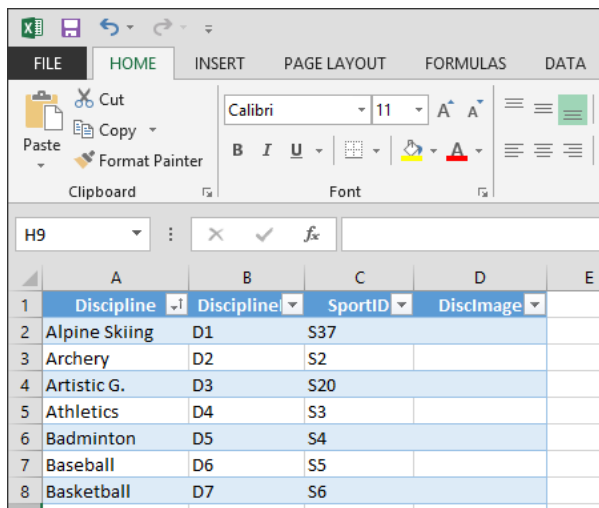 FILE HOME INSERT PAGE LAYOUT FORMULAS DATA
Cut
Copy
Format Painter
Paste
Calibri 11 A A
B I U A
Clipboard Font
H9 fx
A B C D E
1 Discipline Discipline SportID DiscImage
2 Alpine Skiing D1 S37
3 Archery D2 S2
4 Artistic G. D3 S20
5 Athletics D4 S3
6 Badminton D5 S4
7 Baseball D6 S5
8 Basketball D7 S6